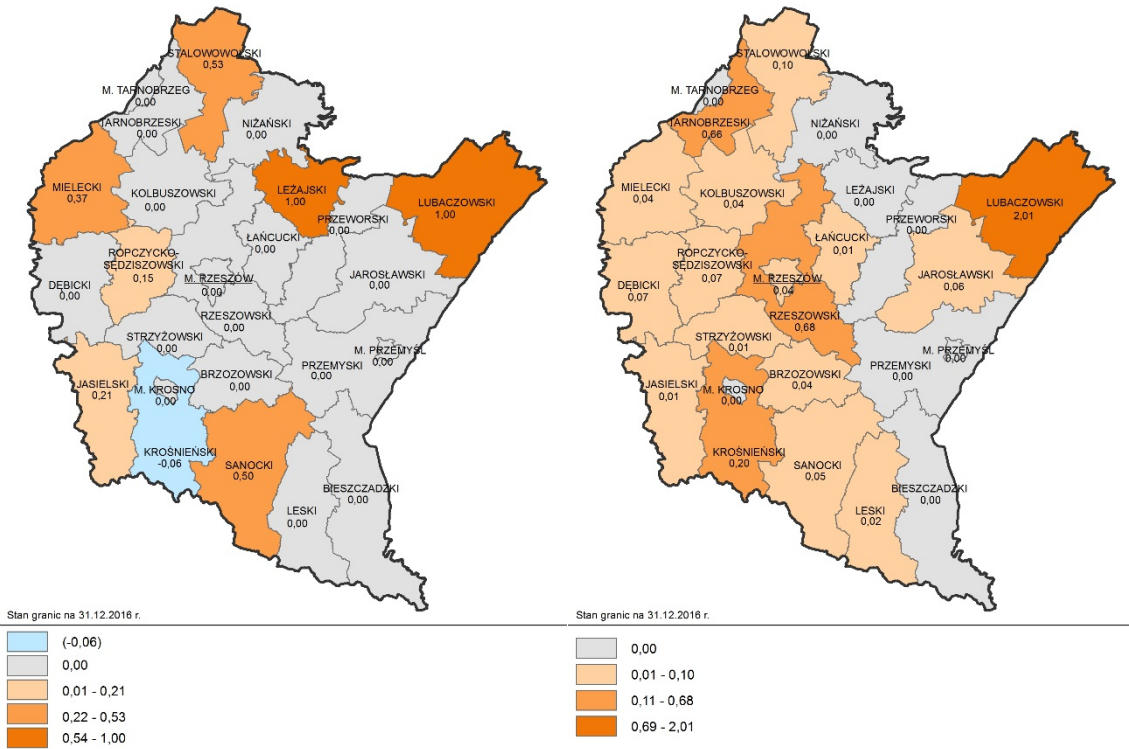 STALOWOWOLSKI
0,53
M. TARNOBRZEG
0,00
TARNOBRZESKI
0,00
NIŻAŃSKI
0,00
MIELECKI
0,37
KOLBUSZOWSKI
0,00
LEŻAJSKI
1,00
LUBACZOWSKI
1,00
PRZEWORSKI
0,00
ŁAŃCUCKI
0,00
ROPCZYCKO-
SĘDZISZOWSKI
0,15
DĘBICKI
0,00
M. RZESZÓW
0,00
JAROSŁAWSKI
0,00
RZESZOWSKI
0,00
STRZYŻOWSKI
0,00
M. PRZEMYŚL
0,00
PRZEMYSKI
0,00
BRZOZOWSKI
0,00
JASIELSKI
0,21
M. KROSNO
0,00
KROŚNIEŃSKI
-0,06
SANOCKI
0,50
BIESZCZADZKI
0,00
LESKI
0,00
Stan granic na 31.12.2016 r.
(-0,06)
0,00
0,01 - 0,21
0,22 - 0,53
0,54 - 1,00
STALOWOWOLSKI
0,10
M. TARNOBRZEG
0,00
TARNOBRZESKI
0,66
NIŻAŃSKI
0,00
MIELECKI
0,04
KOLBUSZOWSKI
0,04
LEŻAJSKI
0,00
LUBACZOWSKI
2,01
PRZEWORSKI
0,00
ŁAŃCUCKI
0,01
ROPCZYCKO-
SĘDZISZOWSKI
0,07
DĘBICKI
0,07
M. RZESZÓW
0,04
JAROSŁAWSKI
0,06
RZESZOWSKI
0,68
STRZYŻOWSKI
0,01
M. PRZEMYŚL
0,00
PRZEMYSKI
0,00
BRZOZOWSKI
0,04
JASIELSKI
0,01
M. KROSNO
0,00
KROŚNIEŃSKI
0,20
SANOCKI
0,05
BIESZCZADZKI
0,00
LESKI
0,02
Stan granic na 31.12.2016 r.
0,00
0,01 - 0,10
0,11 - 0,68
0,69 - 2,01